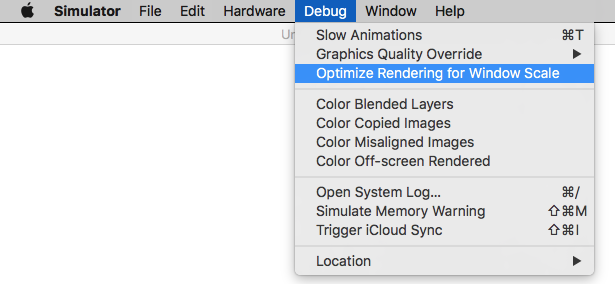 Simulator File Edit Hardware Debug Window Help
Slow Animations ⌘T
Graphics Quality Override ▶
Optimize Rendering for Window Scale
Color Blended Layers
Color Copied Images
Color Misaligned Images
Color Off-screen Rendered
Open System Log... ⌘/
Simulate Memory Warning ⇧⌘M
Trigger iCloud Sync ⇧⌘I
Location ▶